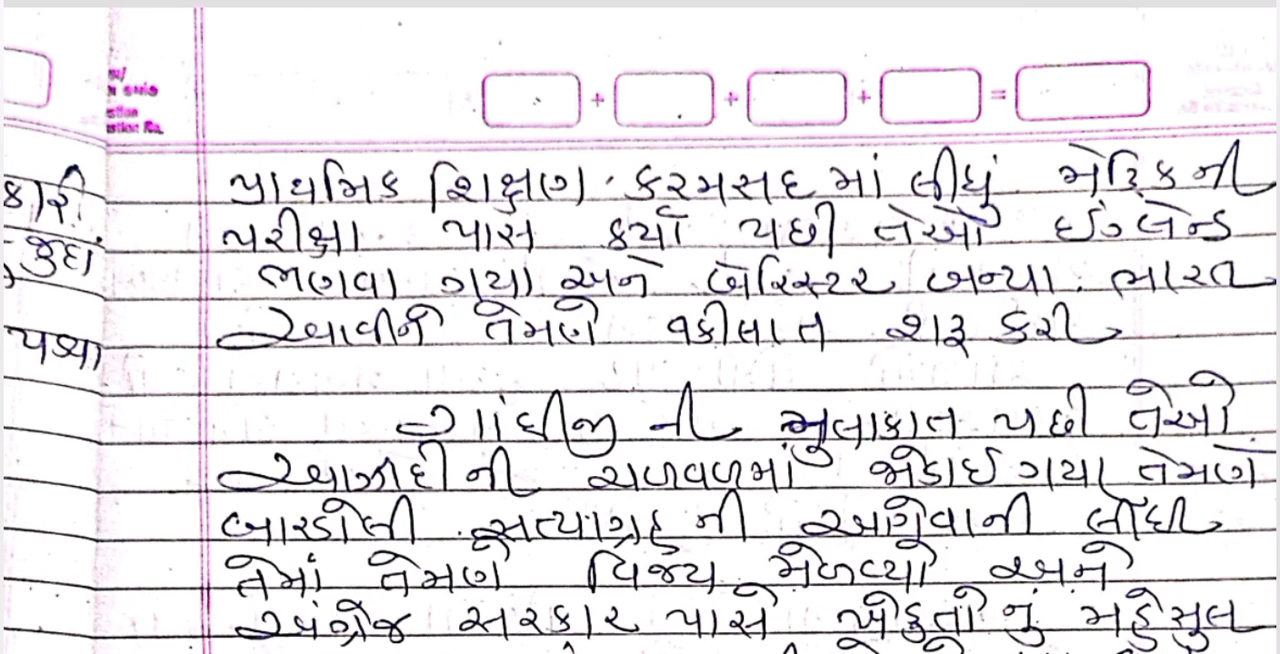 પ્રાથમિક શિક્ષણ કરમસદ માં લીધું મેટ્રિક ની
પરીક્ષા પાસ કર્યા પછી તેઓ ઈંગ્લેન્ડ
ભણવા ગયા અને બેરિસ્ટર બન્યા. ભારત
આવીને તેમણે વકીલાત શરૂ કરી
ગાંધીજી ની મુલાકાત પછી તેઓ
આઝાદી ની ચળવળમાં જોડાઈ ગયા તેમણે
બારડોલી સત્યાગ્રહ ની આગેવાની લીધી
તેમાં તેમણે વિજય મેળવ્યો અને
અંગ્રેજ સરકાર પાસે ખેડુતો નું મહેસુલ
+ + + =